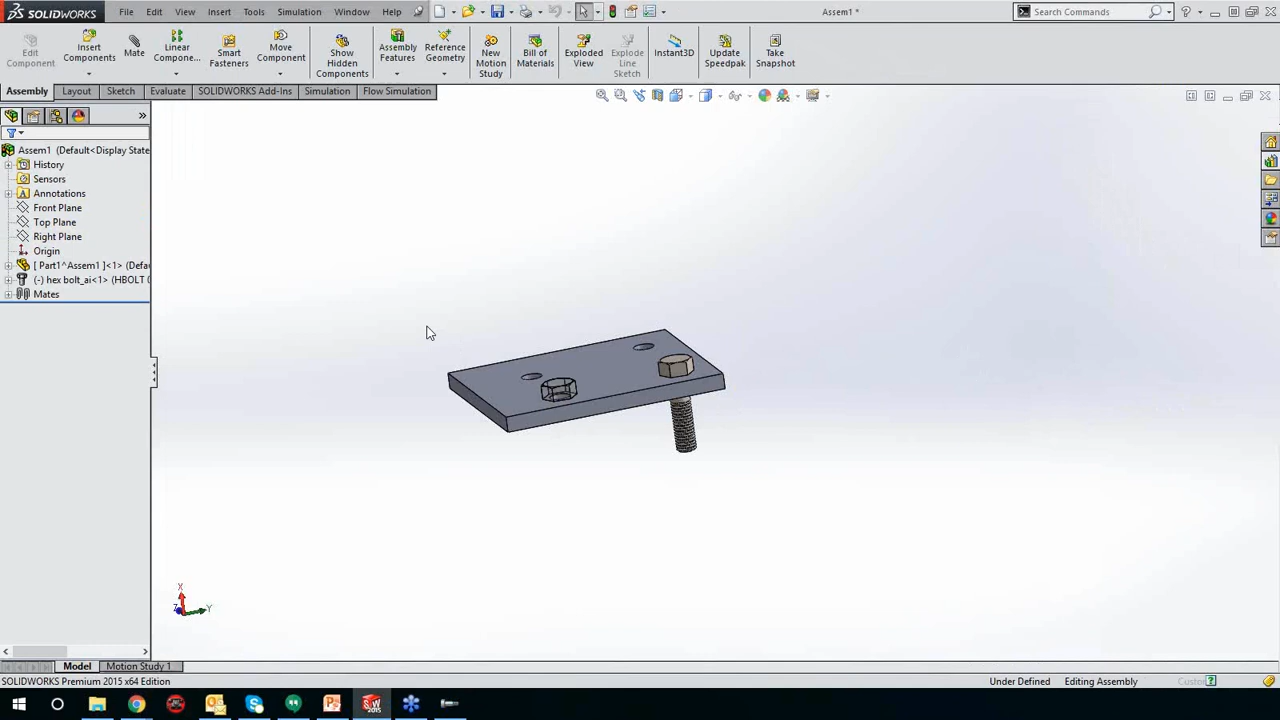 SOLIDWORKS File Edit View Insert Tools Simulation Window Help Assem1 * Search Commands
Edit Component
Insert Components
Mate
Linear Compone...
Smart Fasteners
Move Component
Show Hidden Components
Assembly Features
Reference Geometry
New Motion Study
Bill of Materials
Exploded View
Explode Line Sketch
Instant3D
Update Speedpak
Take Snapshot
Assembly Layout Sketch Evaluate SOLIDWORKS Add-Ins Simulation Flow Simulation
Assem1 (Default<Display State
History
Sensors
Annotations
Front Plane
Top Plane
Right Plane
Origin
[ Part1^Assem1 ]<1> (Defau
(-) hex bolt_ai<1> (HBOLT
Mates
X
Z Y
Model Motion Study 1
SOLIDWORKS Premium 2015 x64 Edition Under Defined Editing Assembly Custo